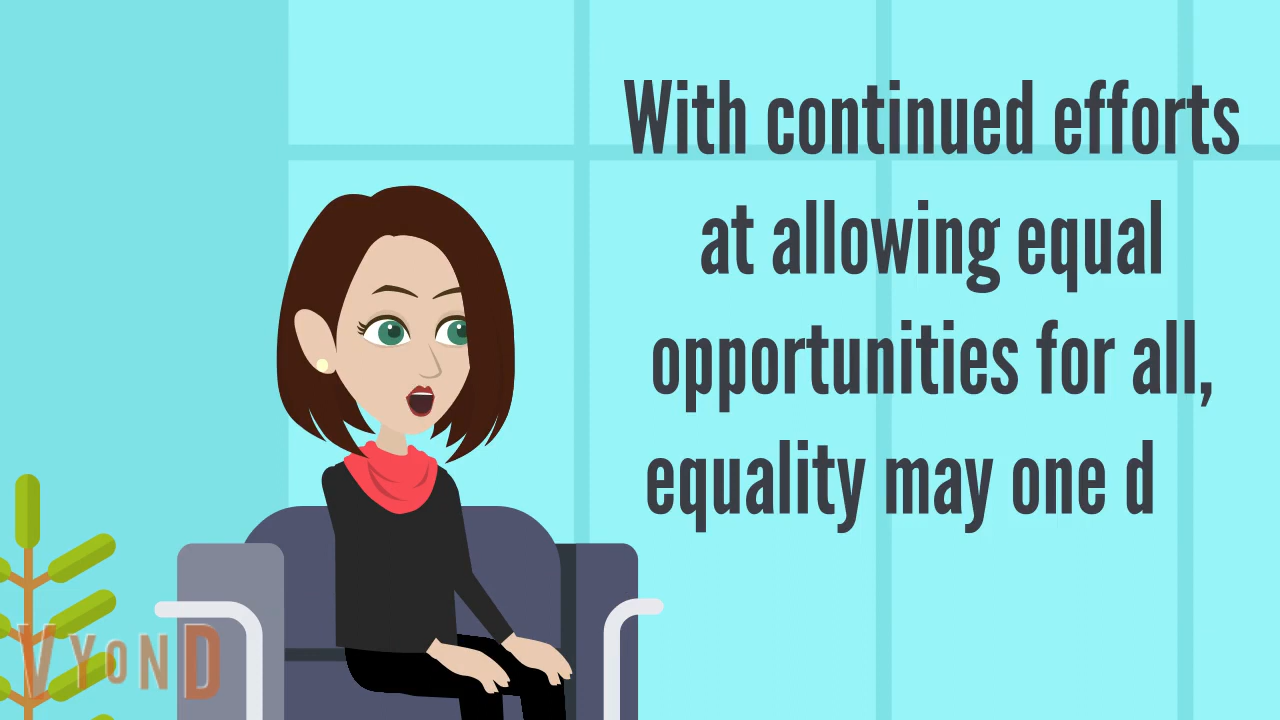 With continued efforts
at allowing equal
opportunities for all,
equality may one d
VYOND